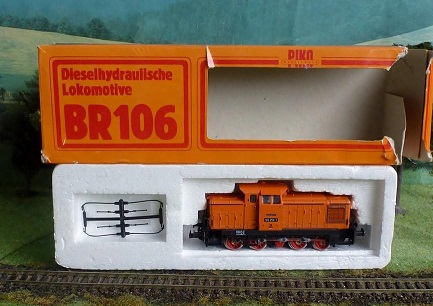 Dieselhydraulische
Lokomotive
BR106
PIKO